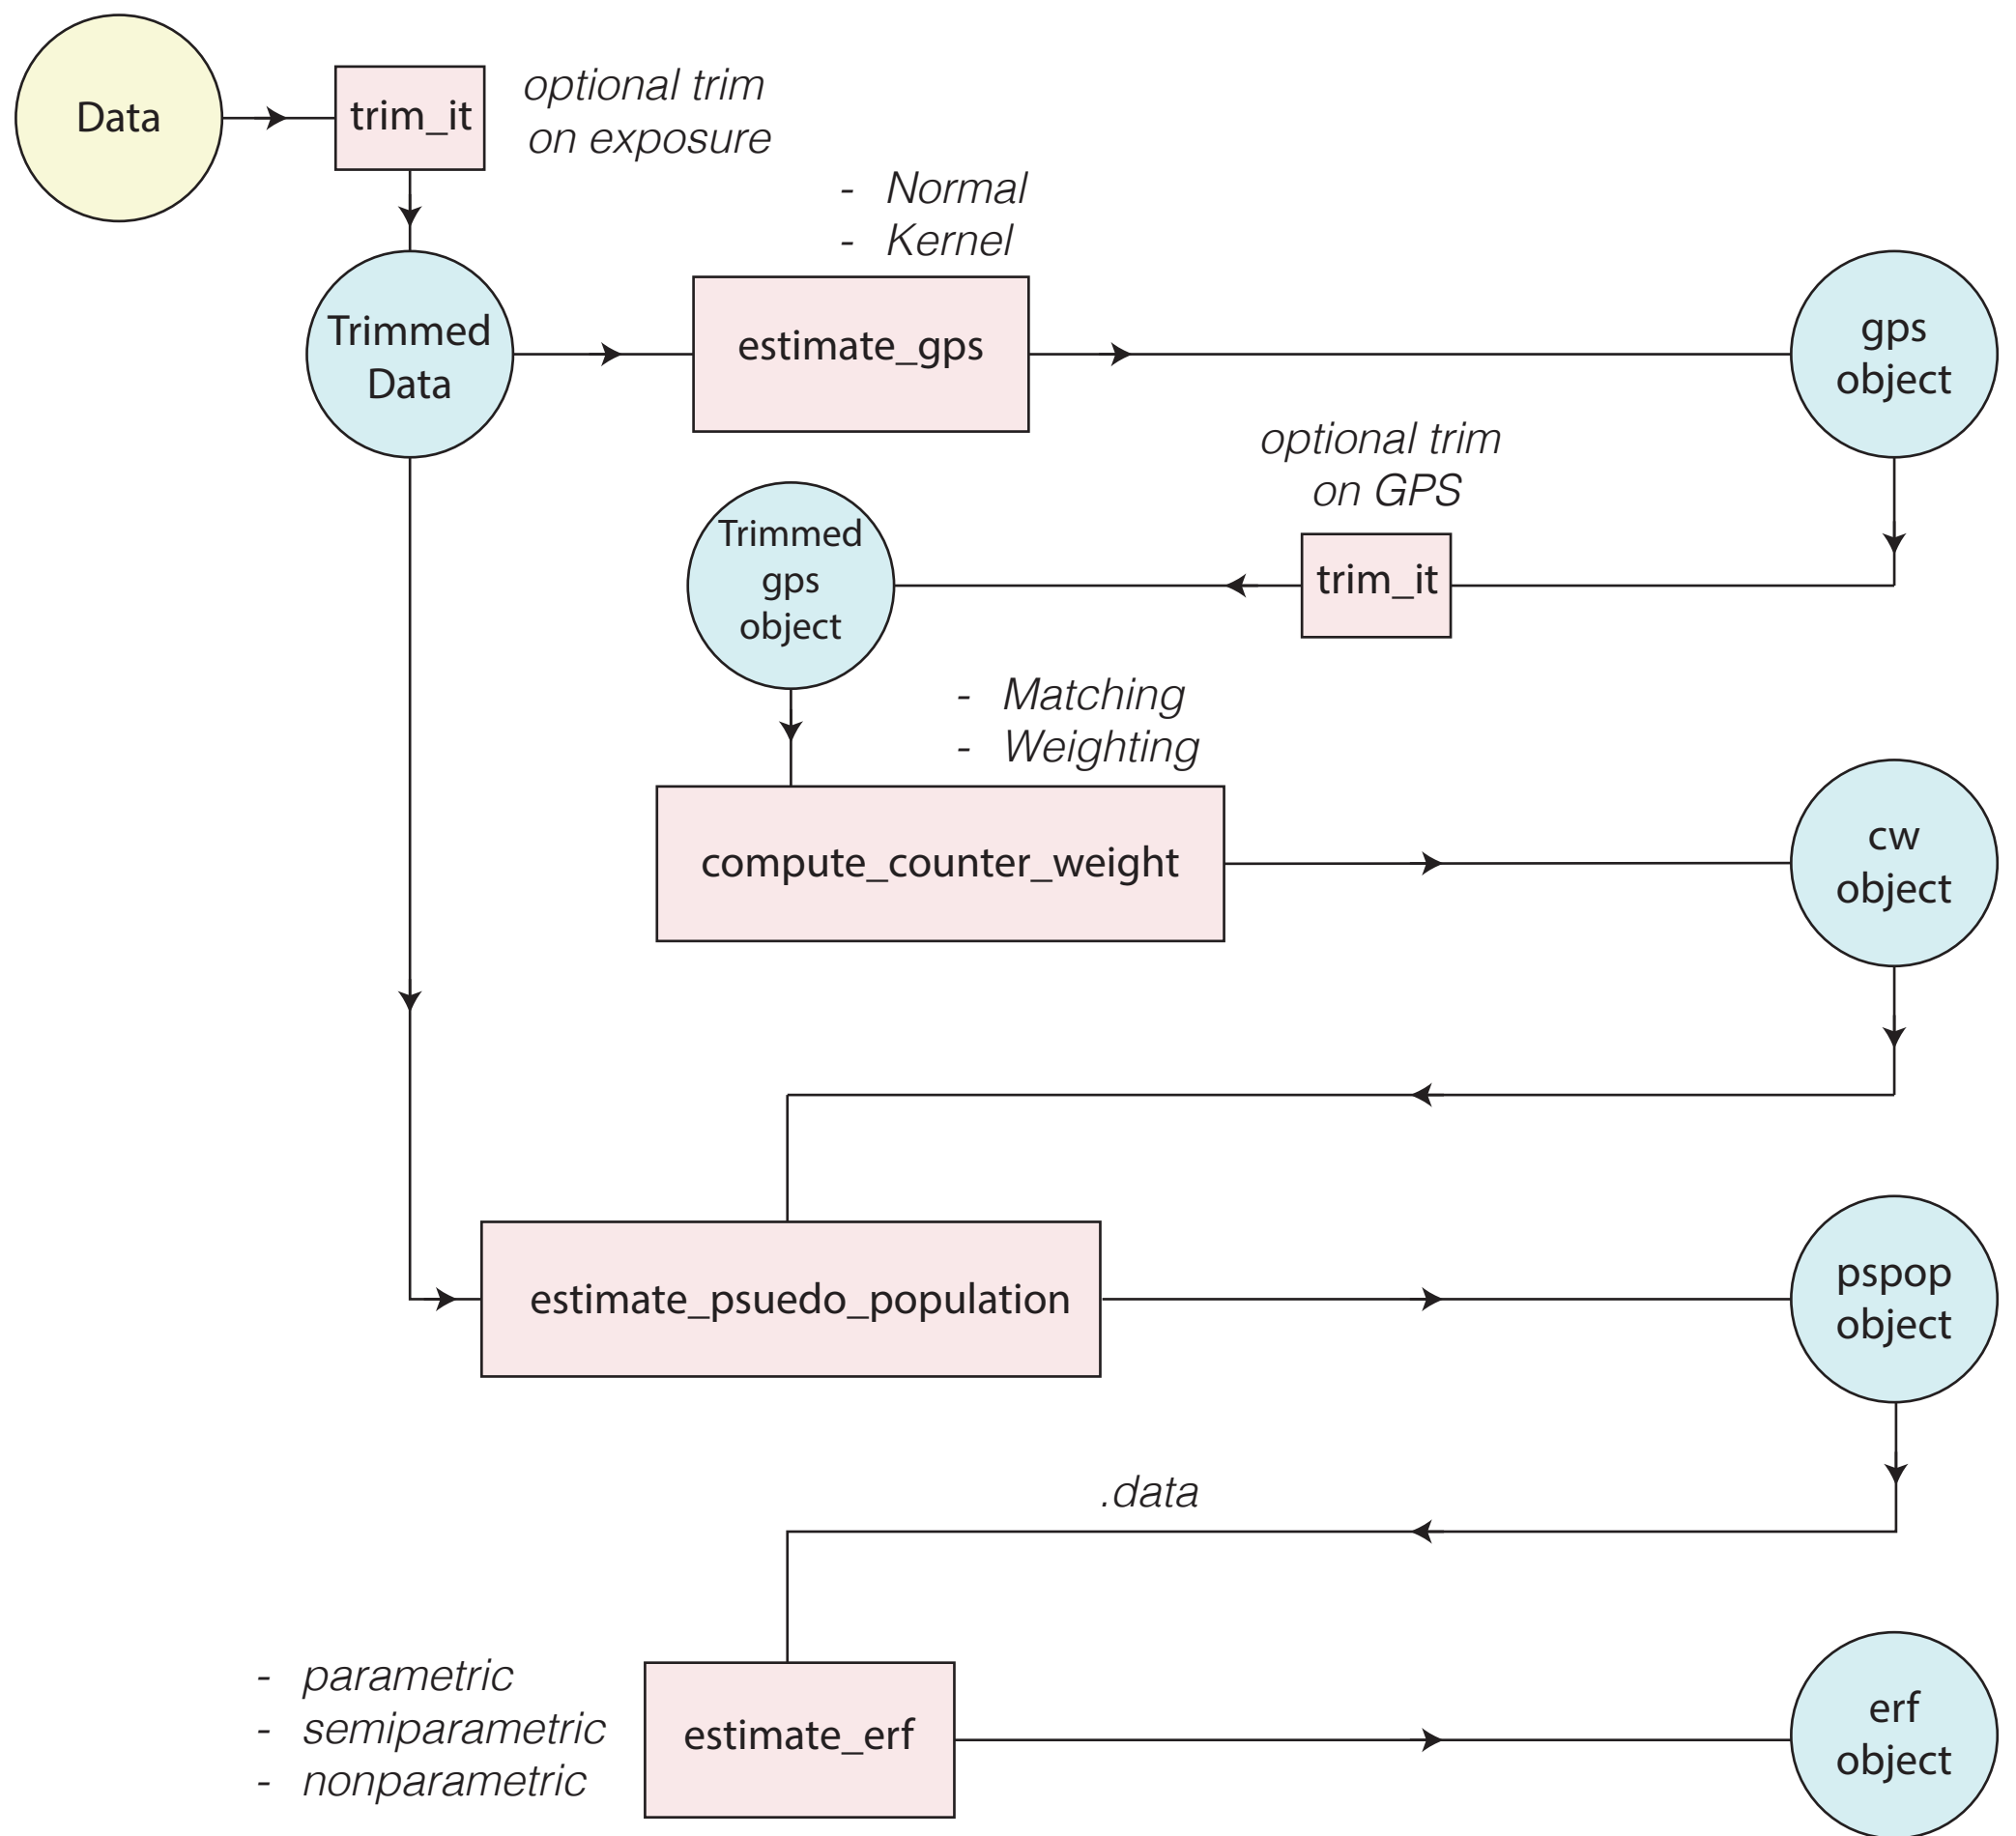 Data
trim_it
optional trim
on exposure
- Normal
- Kernel
Trimmed
Data
estimate_gps
gps
object
optional trim
on GPS
Trimmed
gps
object
trim_it
- Matching
- Weighting
compute_counter_weight
cw
object
estimate_psuedo_population
pspop
object
.data
- parametric
- semiparametric
- nonparametric
estimate_erf
erf
object